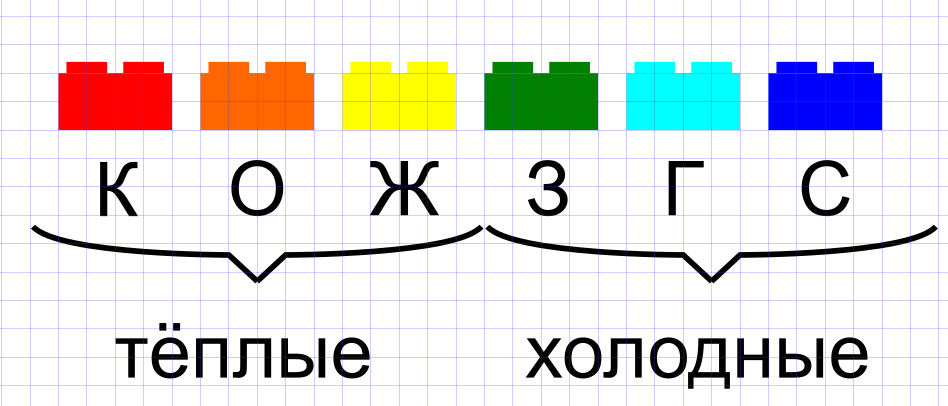 К О Ж З Г С
тёплые холодные